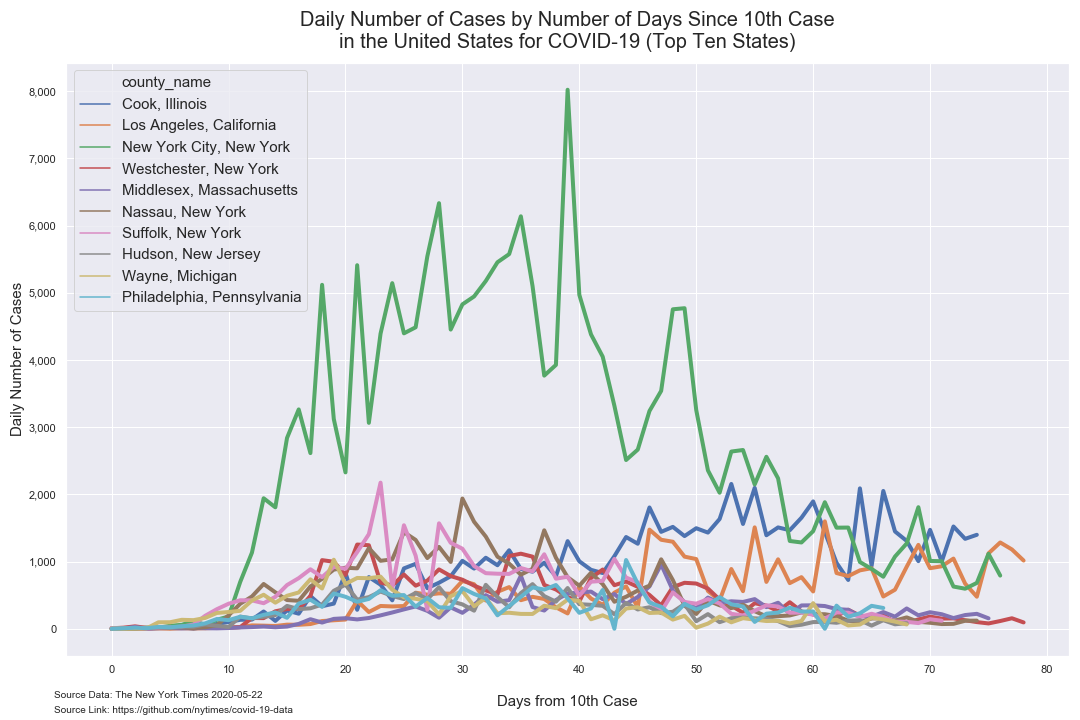 Daily Number of Cases by Number of Days Since 10th Case
in the United States for COVID-19 (Top Ten States)
county_name
Cook, Illinois
Los Angeles, California
New York City, New York
Westchester, New York
Middlesex, Massachusetts
Nassau, New York
Suffolk, New York
Hudson, New Jersey
Wayne, Michigan
Philadelphia, Pennsylvania
Daily Number of Cases
8,000
7,000
6,000
5,000
4,000
3,000
2,000
1,000
0
0 10 20 30 40 50 60 70 80
Days from 10th Case
Source Data: The New York Times 2020-05-22
Source Link: https://github.com/nytimes/covid-19-data